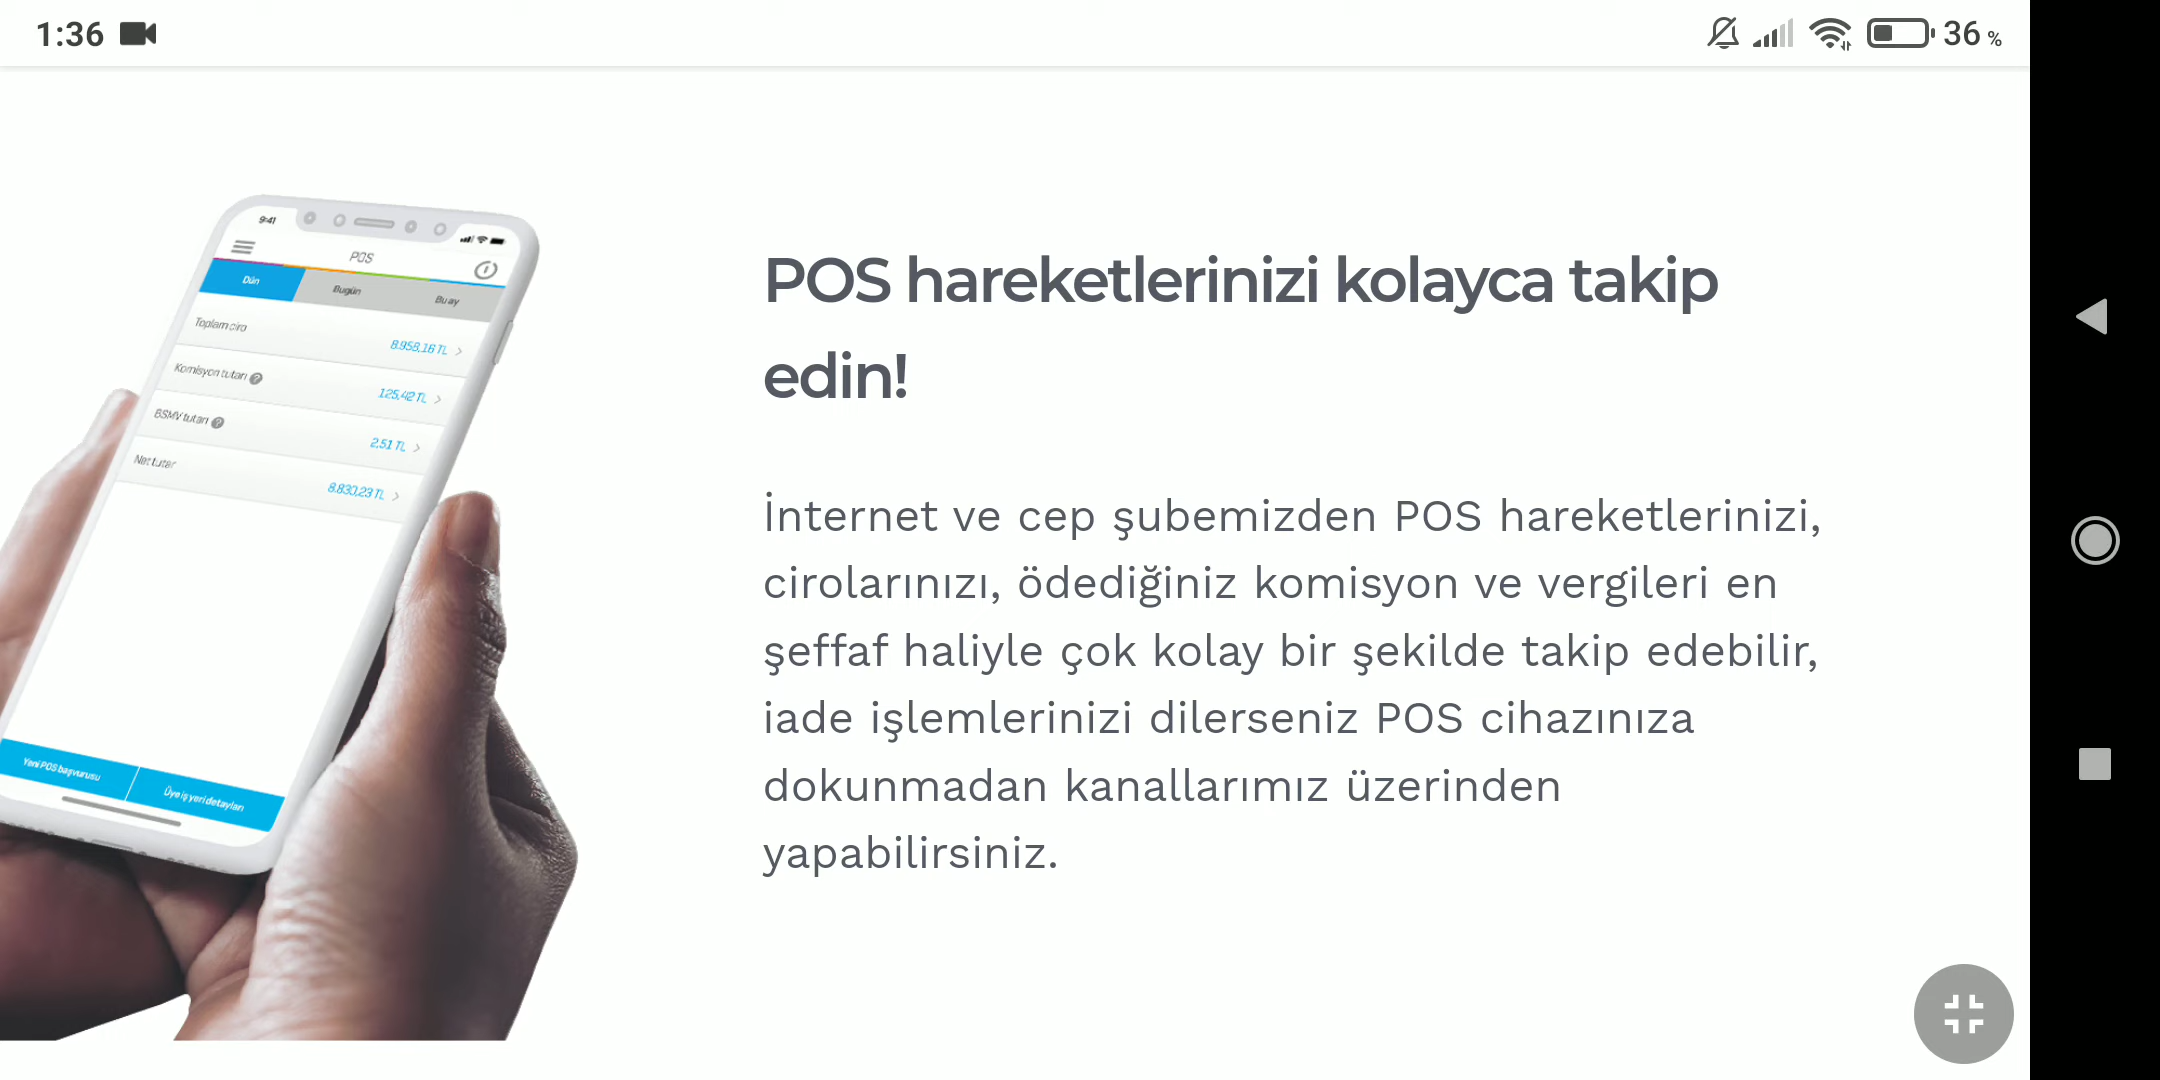 1:36
36 %
9:41
POS
Dün
Bugün
Bu ay
Toplam ciro
8.958,16 TL
Komisyon tutarı ?
125,42 TL
BSMV tutarı ?
2,51 TL
Net tutar
8.830,23 TL
Yeni POS başvurusu
Üye iş yeri detayları
POS hareketlerinizi kolayca takip
edin!
İnternet ve cep şubemizden POS hareketlerinizi,
cirolarınızı, ödediğiniz komisyon ve vergileri en
şeffaf haliyle çok kolay bir şekilde takip edebilir,
iade işlemlerinizi dilerseniz POS cihazınıza
dokunmadan kanallarımız üzerinden
yapabilirsiniz.